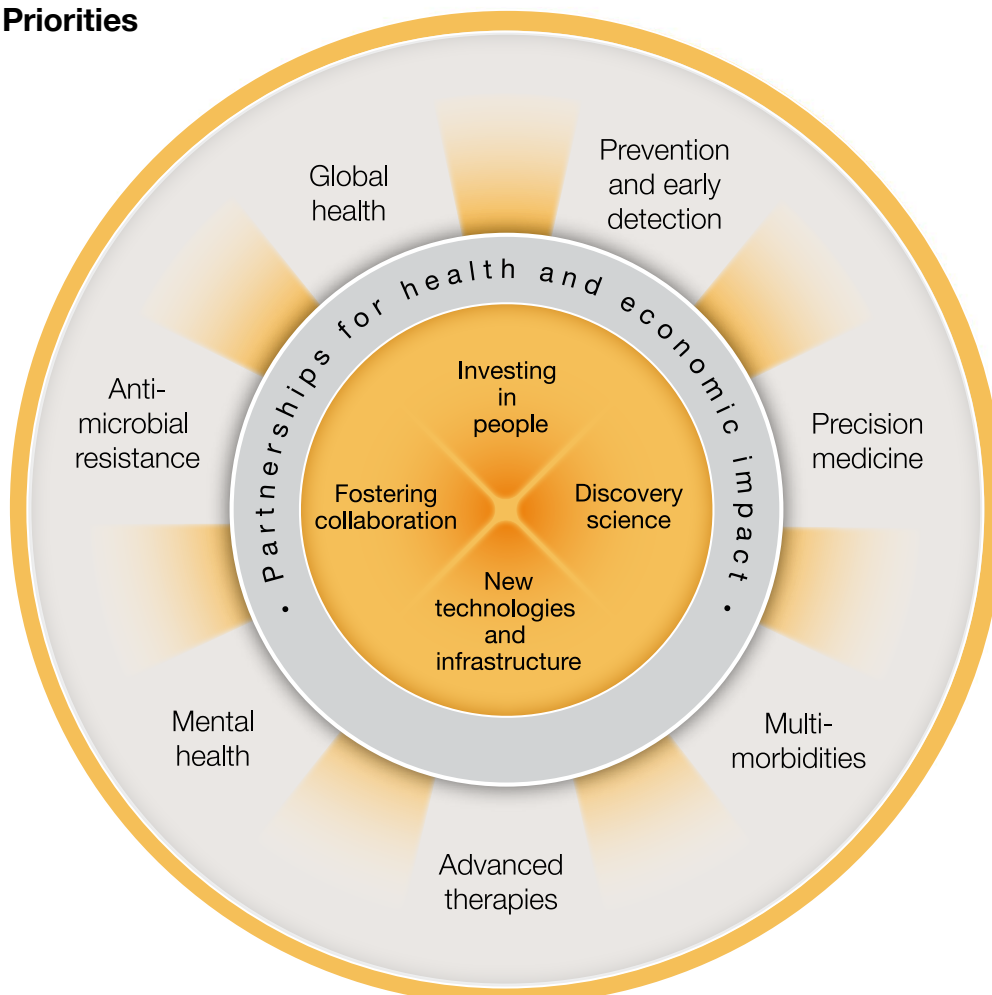 Priorities
Global
health
Prevention
and early
detection
Anti-
microbial
resistance
Precision
medicine
Mental
health
Multi-
morbidities
Advanced
therapies
• Partnerships for health and economic impact •
Investing
in
people
Fostering
collaboration
Discovery
science
New
technologies
and
infrastructure